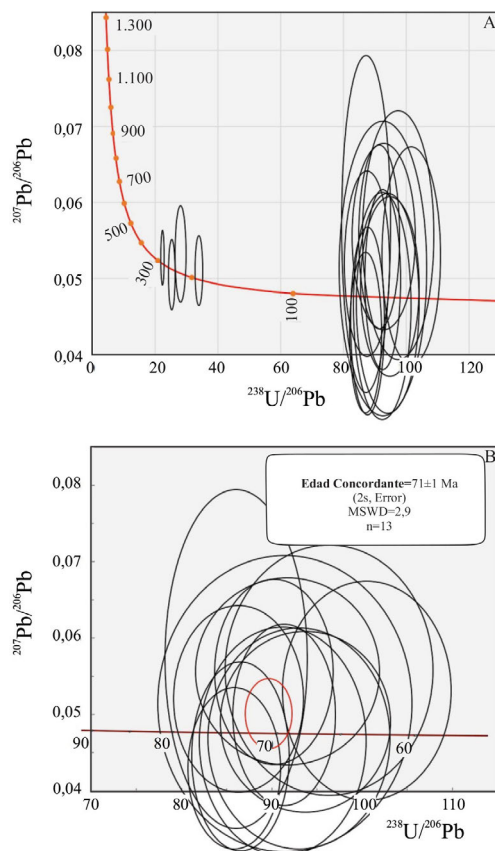 A
0,08
0,07
0,06
0,05
0,04
²⁰⁷Pb/²⁰⁶Pb
1.300
1.100
900
700
500
300
100
0 20 40 60 80 100 120
²³⁸U/²⁰⁶Pb
B
Edad Concordante=71±1 Ma
(2s, Error)
MSWD=2,9
n=13
0,08
0,07
0,06
0,05
0,04
²⁰⁷Pb/²⁰⁶Pb
90 80 70 60
70 80 90 100 110
²³⁸U/²⁰⁶Pb